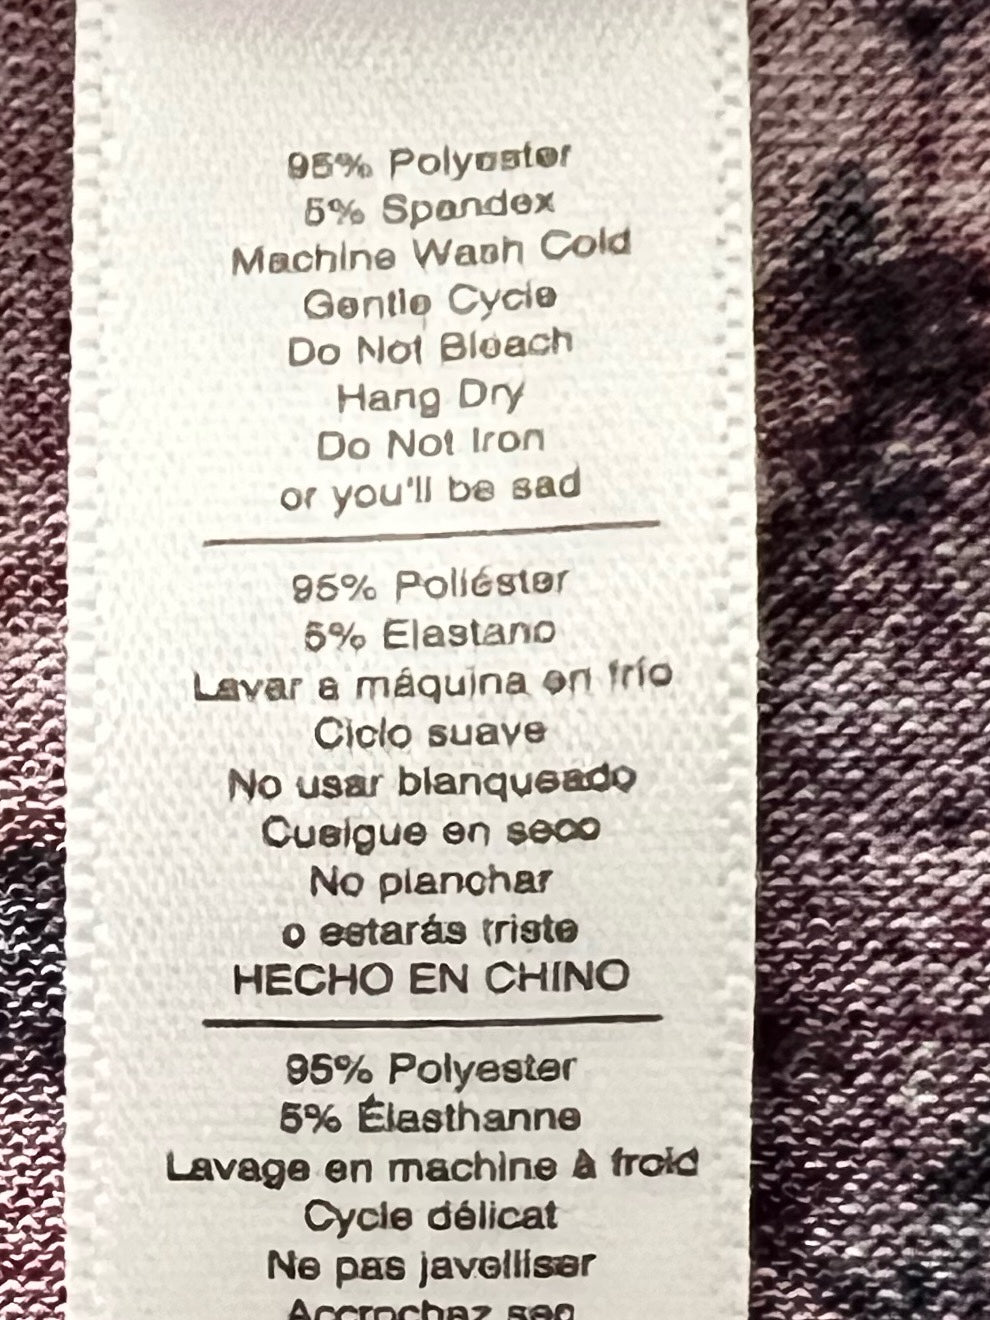 95% Polyester
5% Spandex
Machine Wash Cold
Gentle Cycle
Do Not Bleach
Hang Dry
Do Not Iron
or you'll be sad
95% Poliéster
5% Elastano
Lavar a máquina en frío
Ciclo suave
No usar blanqueado
Cuelgue en seco
No planchar
o estarás triste
HECHO EN CHINO
95% Polyester
5% Élasthanne
Lavage en machine à froid
Cycle délicat
Ne pas javelliser
Accrochez sec